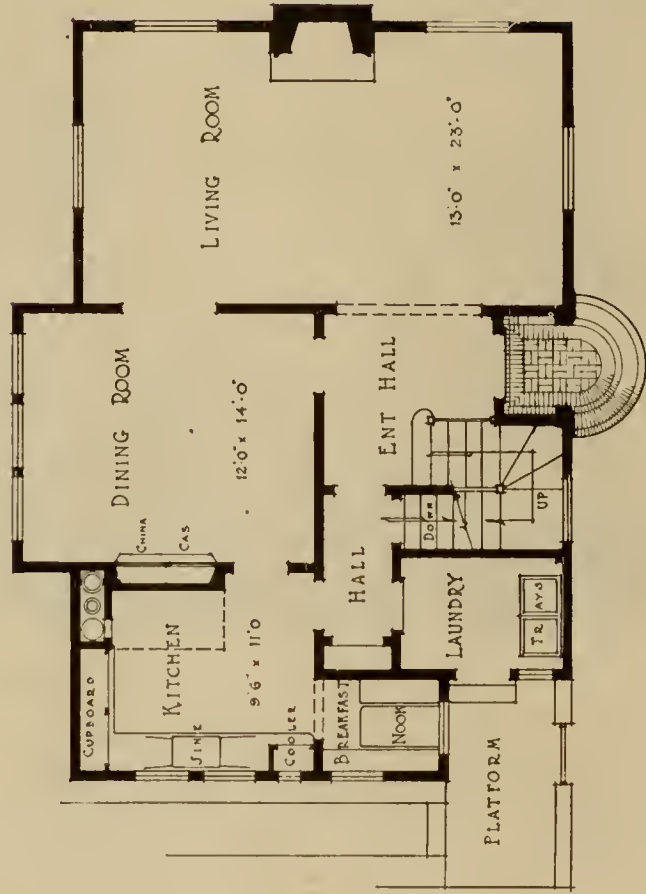 CUPBOARD
SINK
KITCHEN
9'·6" x 11'0
COOLER
BREAKFAST
NOOK
PLATFORM
CHINA
CAS
DINING ROOM
12'·0" x 14'·0"
HALL
LAUNDRY
TRAYS
DOWN
UP
ENT HALL
LIVING ROOM
13'·0" x 23'·0"